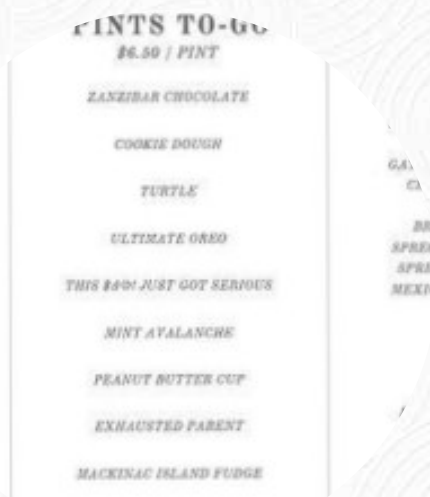 PINTS TO-GO
$6.50 / PINT
ZANZIBAR CHOCOLATE
COOKIE DOUGH
TURTLE
ULTIMATE OREO
THIS $#@! JUST GOT SERIOUS
MINT AVALANCHE
PEANUT BUTTER CUP
EXHAUSTED PARENT
MACKINAC ISLAND FUDGE